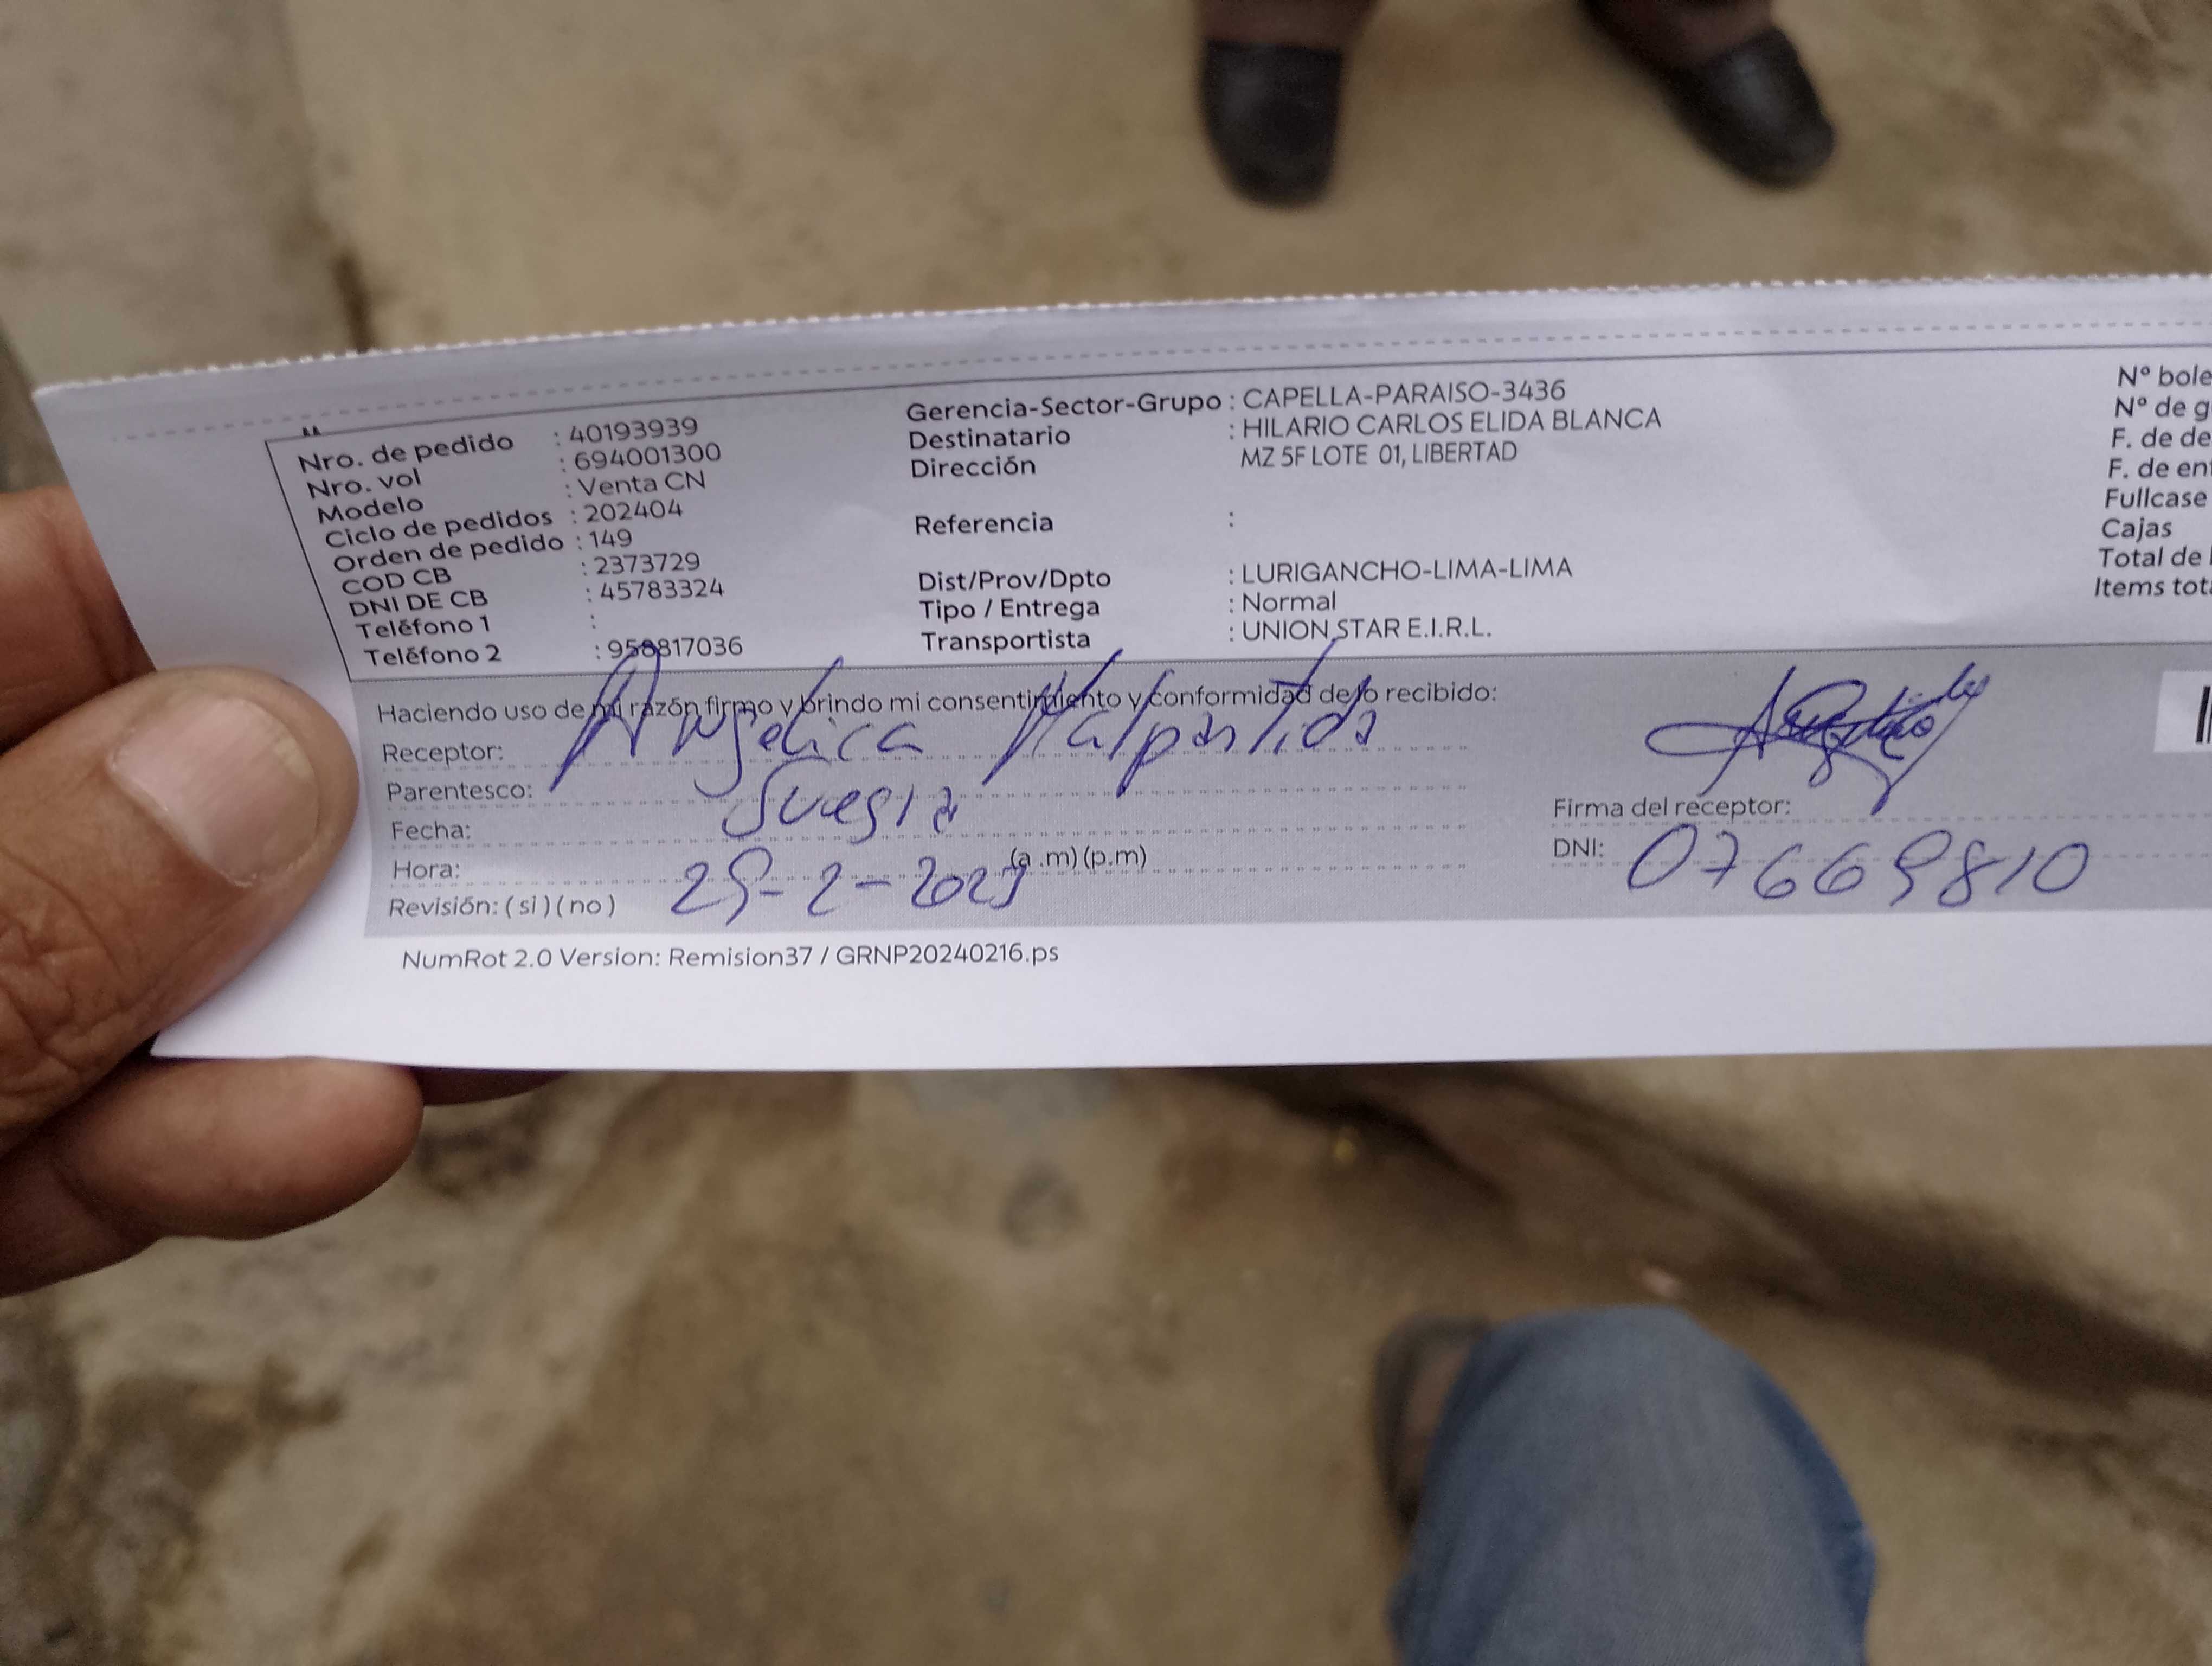 Nro. de pedido : 40193939
Nro. vol : 694001300
Modelo : Venta CN
Ciclo de pedidos : 202404
Orden de pedido : 149
COD CB : 2373729
DNI DE CB : 45783324
Teléfono 1 :
Teléfono 2 : 958817036
Gerencia-Sector-Grupo : CAPELLA-PARAISO-3436
Destinatario : HILARIO CARLOS ELIDA BLANCA
Dirección MZ 5F LOTE 01, LIBERTAD
Referencia :
Dist/Prov/Dpto : LURIGANCHO-LIMA-LIMA
Tipo / Entrega : Normal
Transportista : UNION STAR E.I.R.L.
Nº bole
Nº de g
F. de de
F. de en
Fullcase
Cajas
Total de
Items tot
Haciendo uso de mi razón firmo y brindo mi consentimiento y conformidad de lo recibido:
Receptor: Angelica Malpartida
Parentesco: Suegra
Fecha:
Hora: (a.m) (p.m)
Revisión: ( si ) ( no ) 25-2-202
Firma del receptor:
DNI: 07669810
NumRot 2.0 Version: Remision37 / GRNP20240216.ps